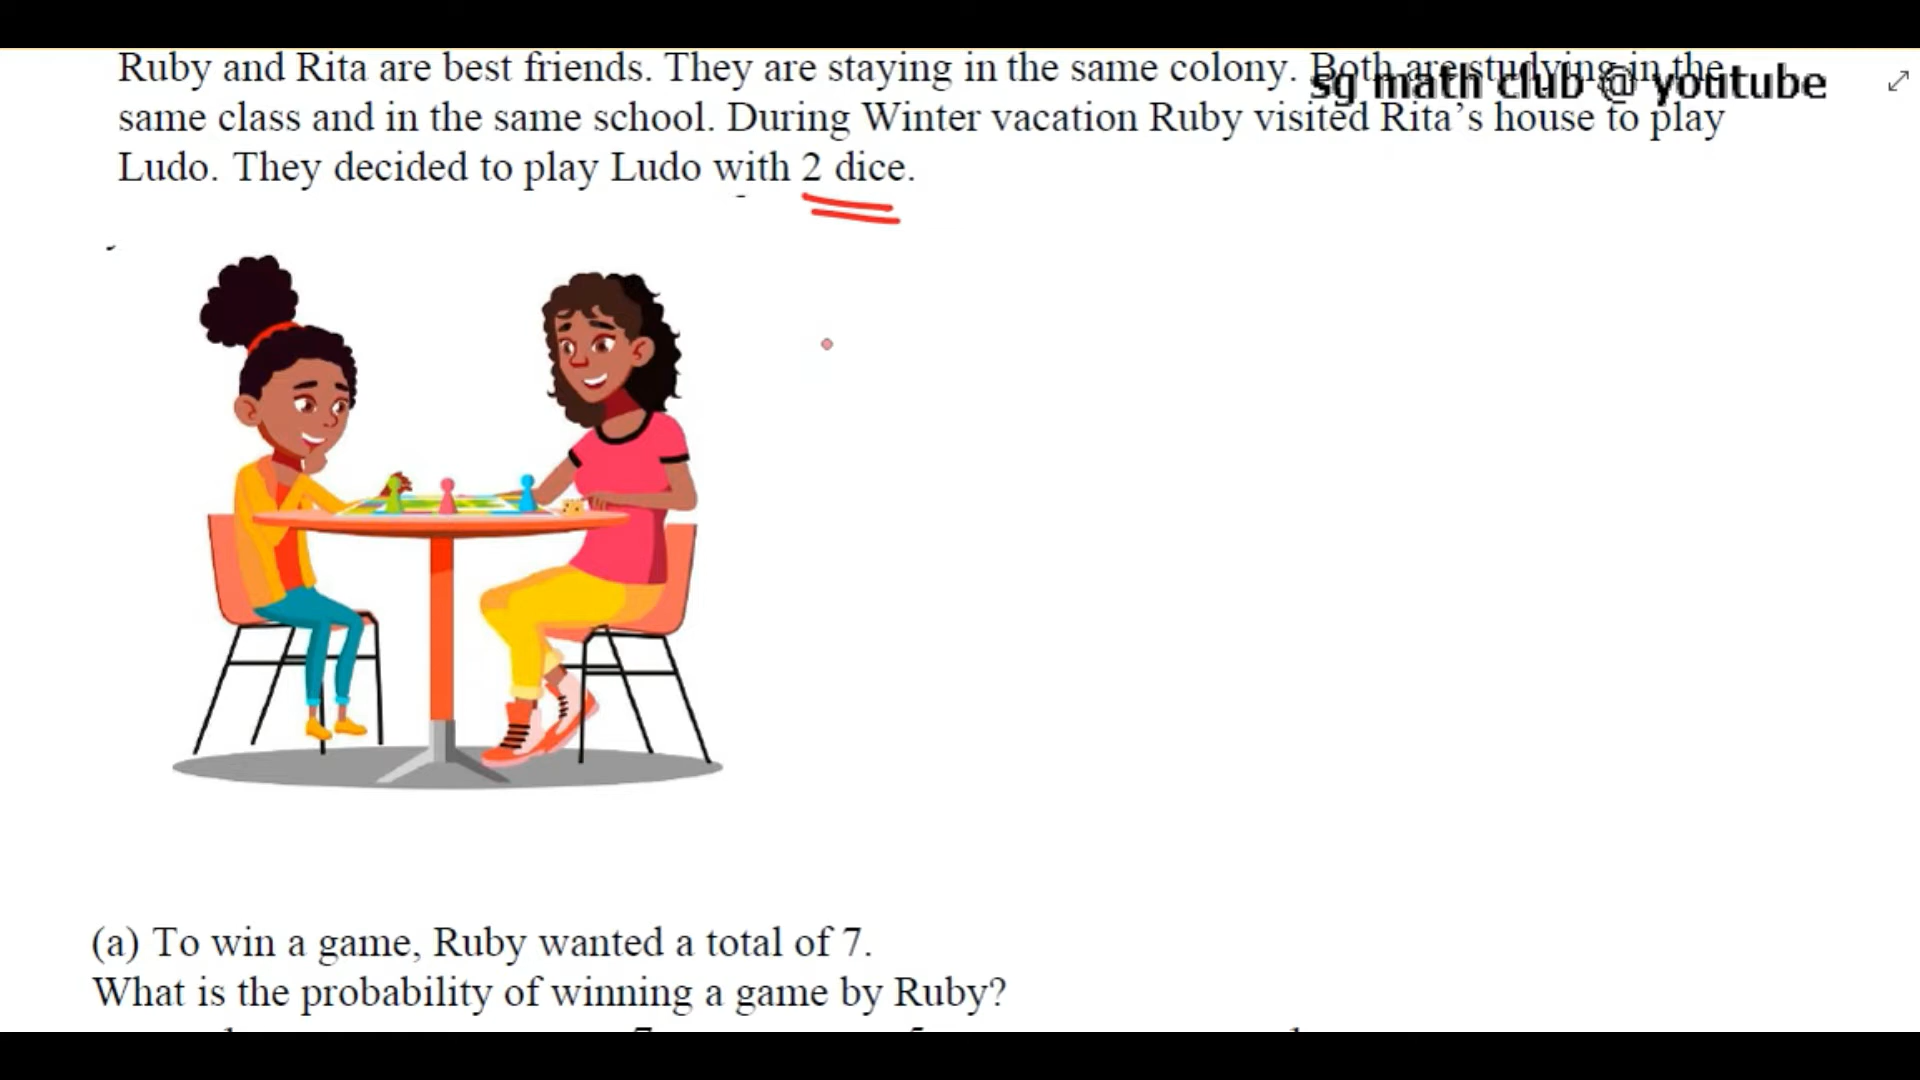 Ruby and Rita are best friends. They are staying in the same colony. Both are studying in the
sg math club @ youtube
same class and in the same school. During Winter vacation Ruby visited Rita’s house to play
Ludo. They decided to play Ludo with 2 dice.
(a) To win a game, Ruby wanted a total of 7.
What is the probability of winning a game by Ruby?